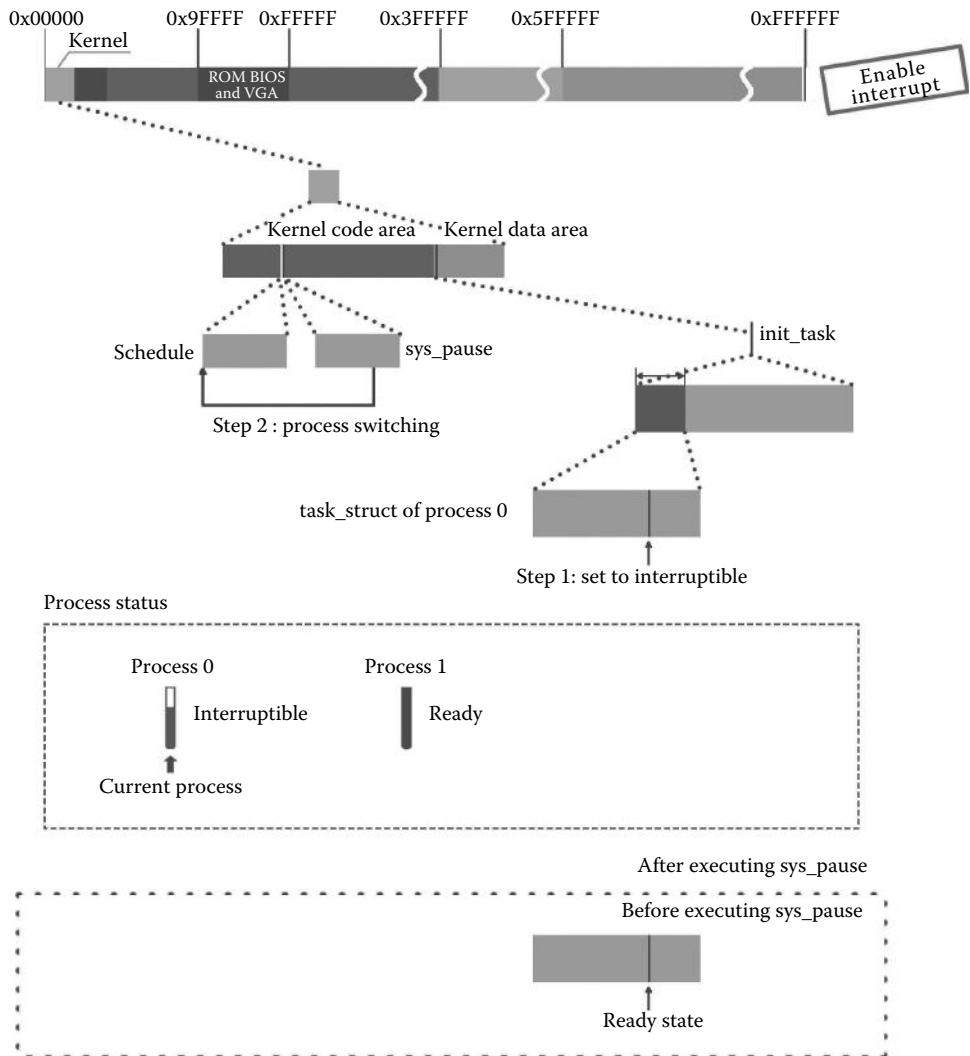 0x00000 0x9FFFF 0xFFFFF 0x3FFFFF 0x5FFFFF 0xFFFFFF
Kernel
ROM BIOS
and VGA
Enable
interrupt
Kernel code area Kernel data area
Schedule sys_pause
Step 2 : process switching
init_task
task_struct of process 0
Step 1: set to interruptible
Process status
Process 0 Process 1
Interruptible Ready
Current process
After executing sys_pause
Before executing sys_pause
Ready state